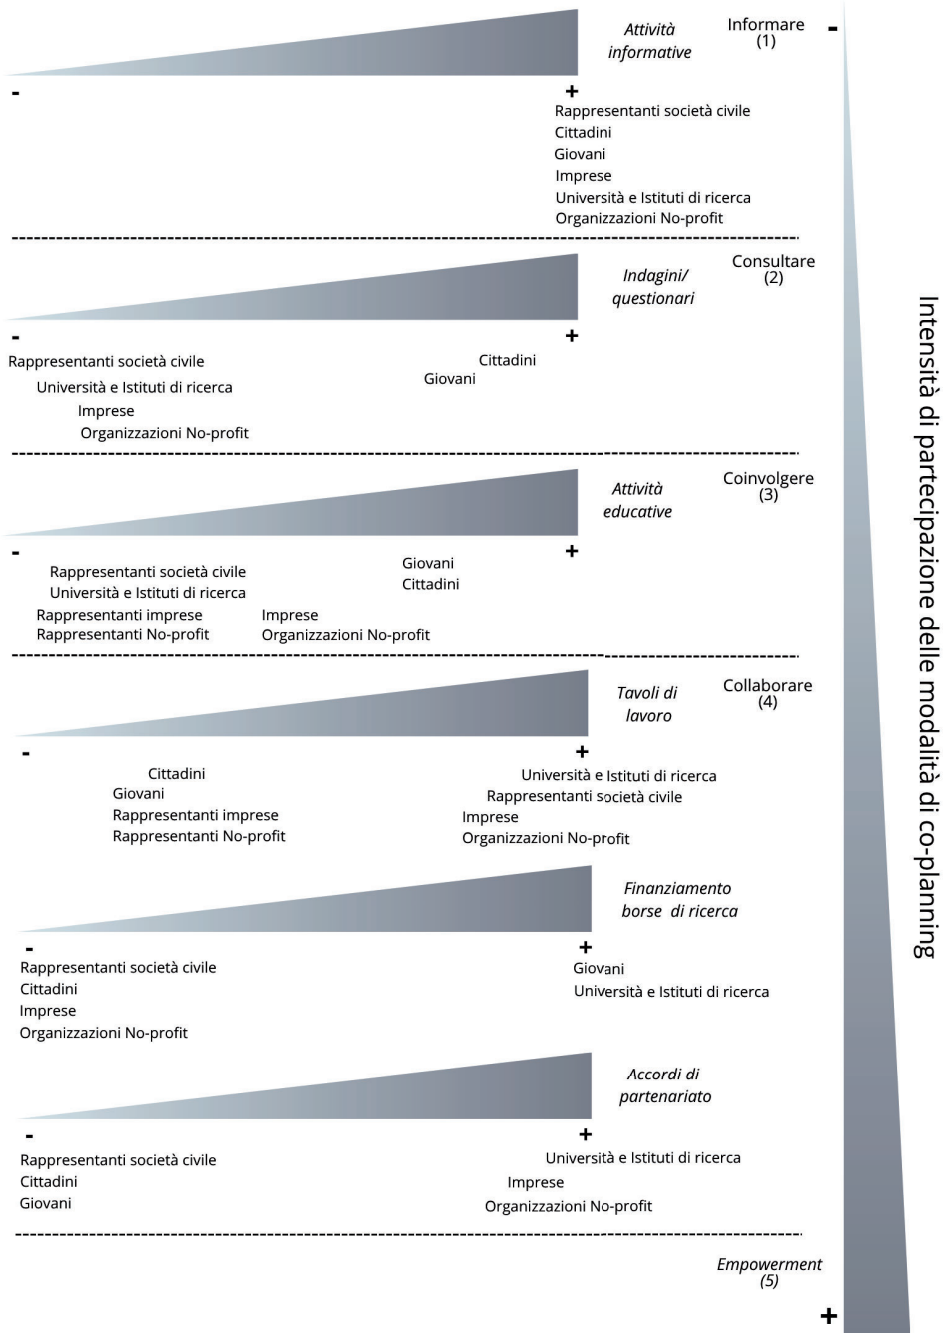 Attività
informative
Informare
(1)
-
-
+
Rappresentanti società civile
Cittadini
Giovani
Imprese
Università e Istituti di ricerca
Organizzazioni No-profit
Indagini/
questionari
Consultare
(2)
-
+
Rappresentanti società civile
Cittadini
Giovani
Università e Istituti di ricerca
Imprese
Organizzazioni No-profit
Attività
educative
Coinvolgere
(3)
-
+
Rappresentanti società civile
Università e Istituti di ricerca
Rappresentanti imprese
Rappresentanti No-profit
Imprese
Organizzazioni No-profit
Giovani
Cittadini
Tavoli di
lavoro
Collaborare
(4)
-
+
Cittadini
Giovani
Rappresentanti imprese
Rappresentanti No-profit
Università e Istituti di ricerca
Rappresentanti società civile
Imprese
Organizzazioni No-profit
Finanziamento
borse di ricerca
-
+
Rappresentanti società civile
Cittadini
Imprese
Organizzazioni No-profit
Giovani
Università e Istituti di ricerca
Accordi di
partenariato
-
+
Rappresentanti società civile
Cittadini
Giovani
Università e Istituti di ricerca
Imprese
Organizzazioni No-profit
Empowerment
(5)
+
Intensità di partecipazione delle modalità di co-planning